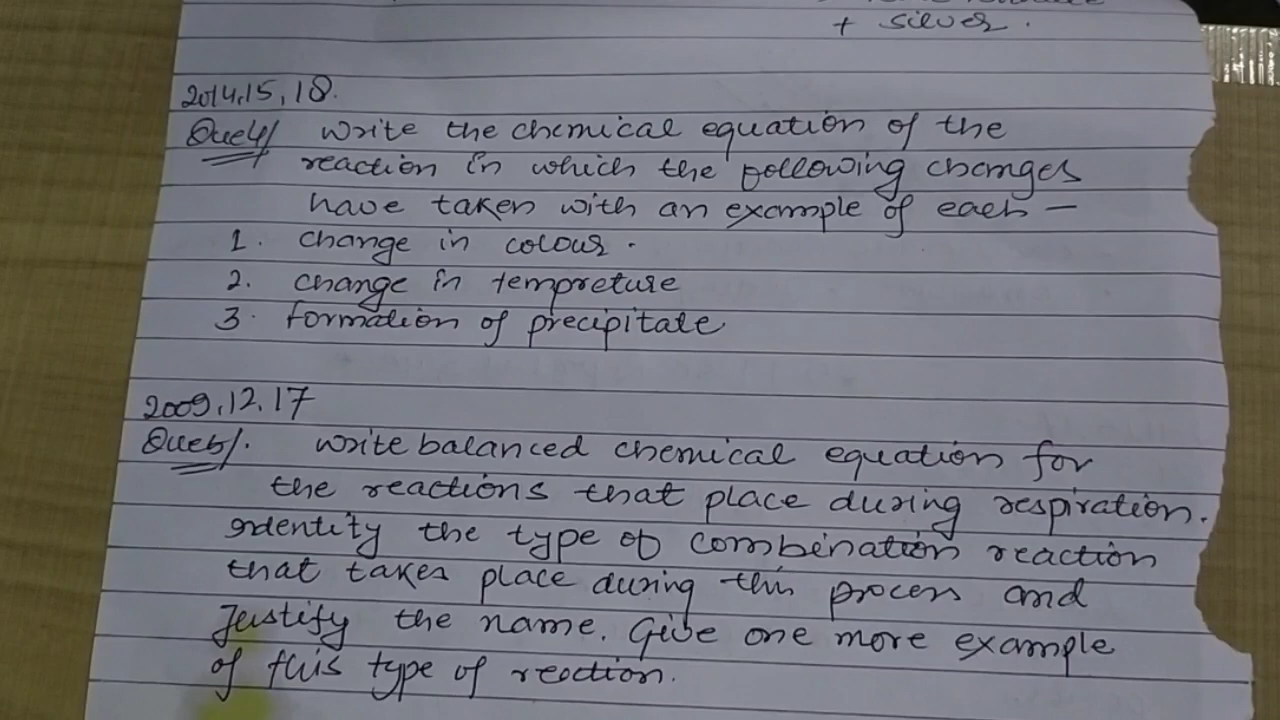 + silver.
2014,15,18.
Que4/ Write the chemical equation of the
reaction in which the following changes
have taken with an example of each —
1. change in colour.
2. change in tempreture
3. formation of precipitate
2009,12,17
Que5/. write balanced chemical equation for
the reactions that place during respiration.
Identity the type of combination reaction
that takes place during this process and
Justify the name. Give one more example
of this type of reaction.